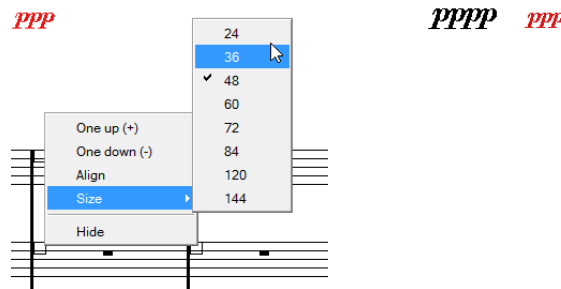 ppp
pppp
ppp
24
36
48
60
72
84
120
144
One up (+)
One down (-)
Align
Size
Hide